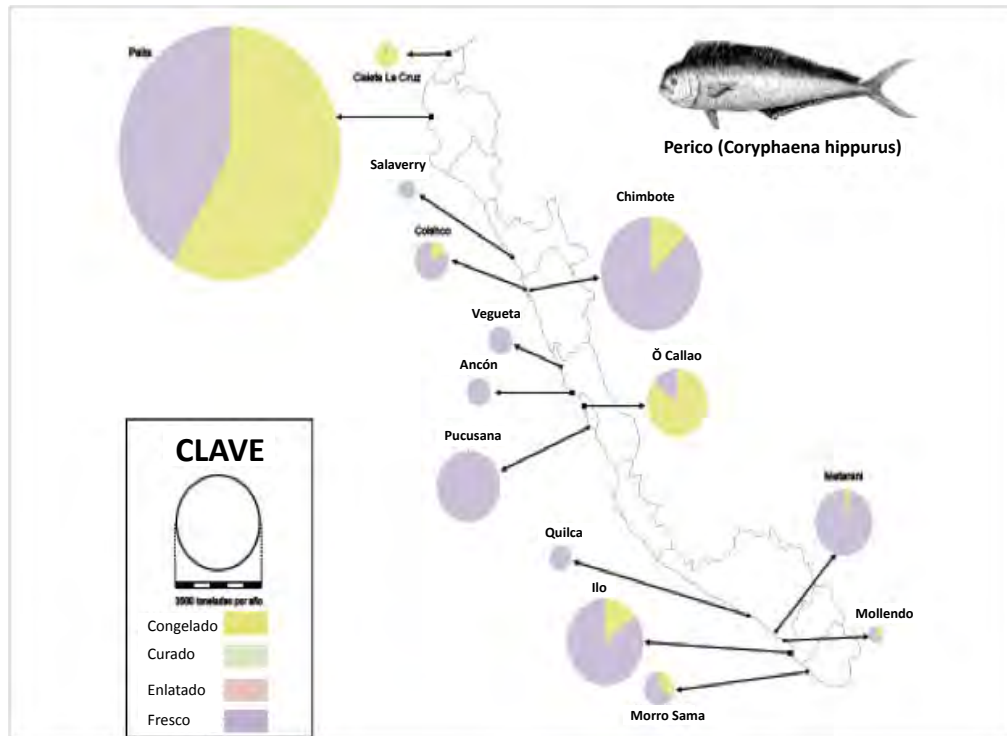 Paita
Caleta La Cruz
Perico (Coryphaena hippurus)
Salaverry
Chimbote
Coishco
Vegueta
Ŏ Callao
Ancón
Pucusana
Matarani
Quilca
Ilo
Mollendo
Morro Sama
CLAVE
toneladas por año
Congelado
Curado
Enlatado
Fresco